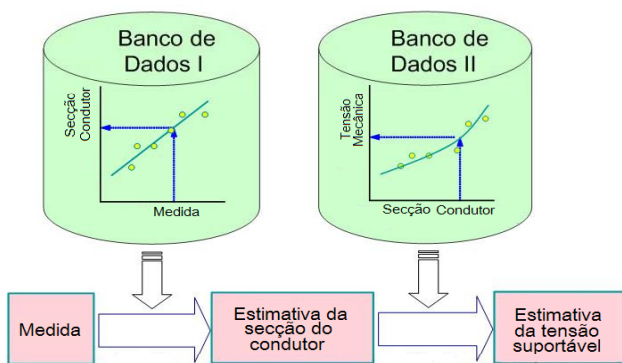 Banco de
Dados I
Secção
Condutor
Medida
Banco de
Dados II
Tensão
Mecânica
Secção Condutor
Medida
Estimativa da
secção do
condutor
Estimativa
da tensão
suportável